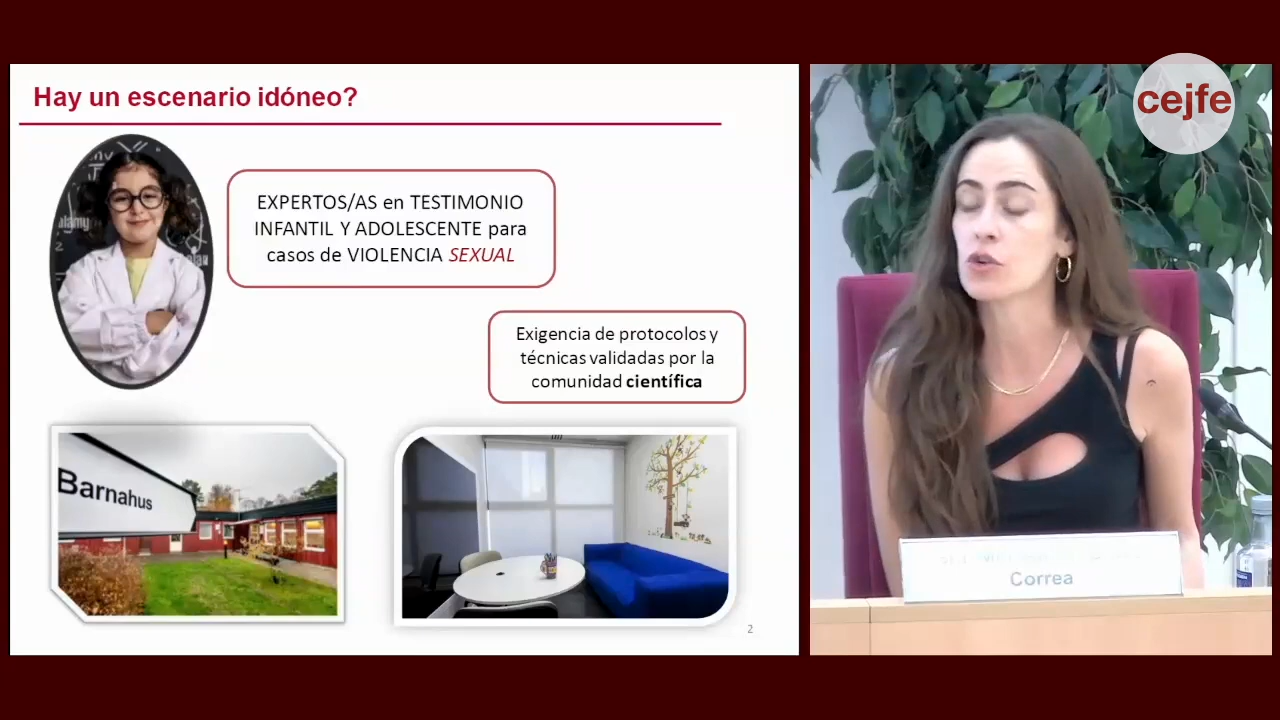 Hay un escenario idóneo?
EXPERTOS/AS en TESTIMONIO
INFANTIL Y ADOLESCENTE para
casos de VIOLENCIA SEXUAL
Exigencia de protocolos y
técnicas validadas por la
comunidad científica
Barnahus
2
cejfe
Correa